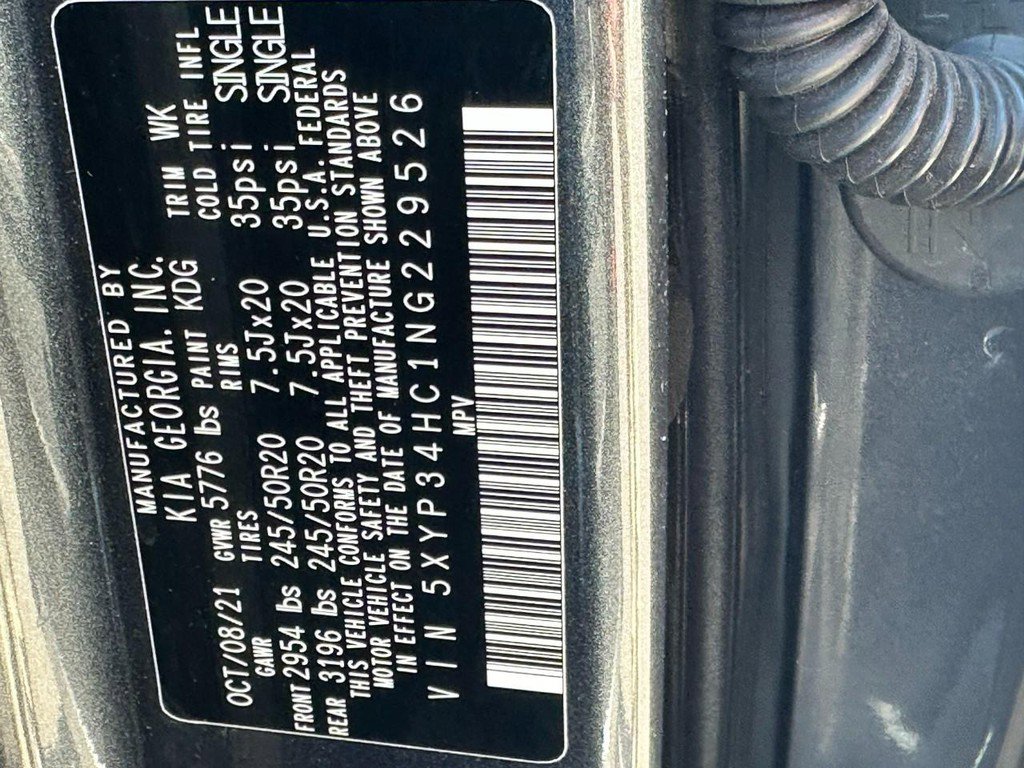 MANUFACTURED BY
KIA GEORGIA. INC.
OCT/08/21 GVWR 5776 lbs PAINT KDG TRIM WK
GAWR TIRES RIMS COLD TIRE INFL
FRONT 2954 lbs 245/50R20 7.5Jx20 35psi SINGLE
REAR 3196 lbs 245/50R20 7.5Jx20 35psi SINGLE
THIS VEHICLE CONFORMS TO ALL APPLICABLE U.S.A. FEDERAL
MOTOR VEHICLE SAFETY AND THEFT PREVENTION STANDARDS
IN EFFECT ON THE DATE OF MANUFACTURE SHOWN ABOVE
VIN 5XYP34HC1NG229526
MPV